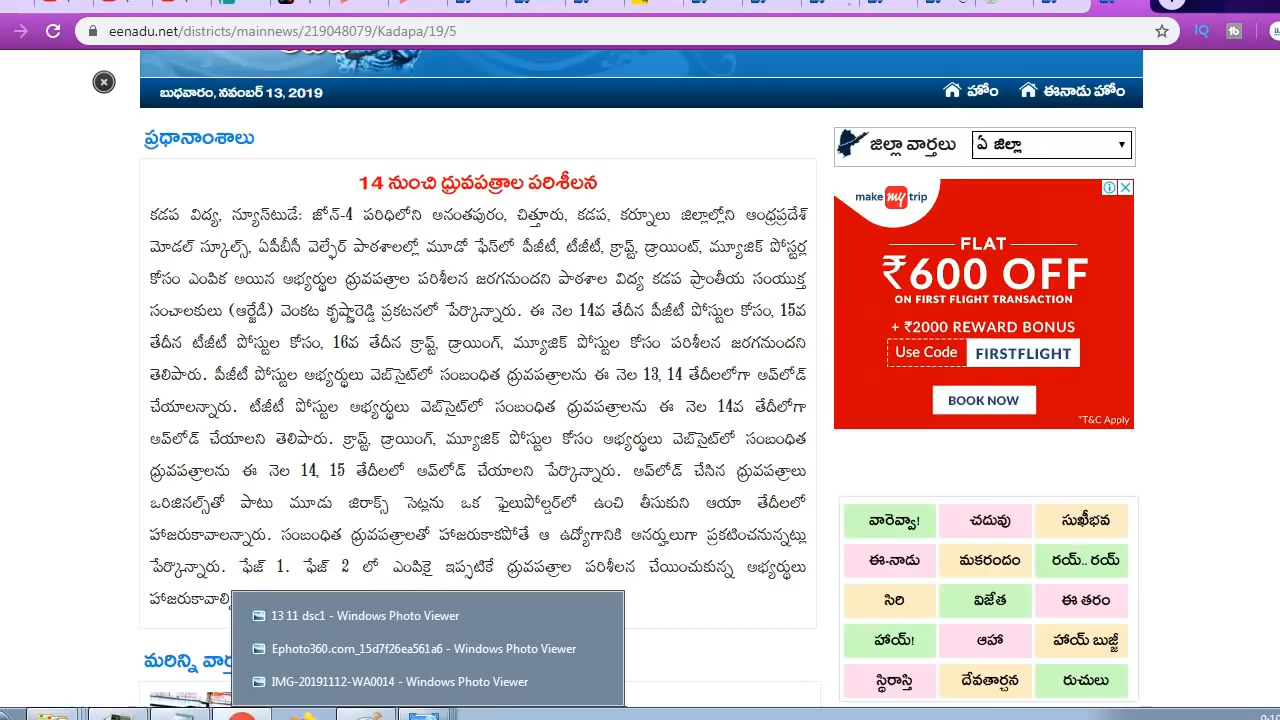 eenadu.net/districts/mainnews/219048079/Kadapa/19/5
బుధవారం, నవంబర్ 13, 2019
హోం
ఈనాడు హోం
ప్రధానాంశాలు
14 నుంచి ధ్రువపత్రాల పరిశీలన
కడప విద్య, న్యూస్‌టుడే: జోన్-4 పరిధిలోని అనంతపురం, చిత్తూరు, కడప, కర్నూలు జిల్లాల్లోని ఆంధ్రప్రదేశ్
మోడల్ స్కూల్స్, ఏపీబీసీ వెల్ఫేర్ పాఠశాలల్లో మూడో ఫేస్‌లో పీజీటీ, టీజీటీ, క్రాఫ్ట్, డ్రాయింట్, మ్యూజిక్ పోస్టర్ల
కోసం ఎంపిక అయిన అభ్యర్థుల ధ్రువపత్రాల పరిశీలన జరగనుందని పాఠశాల విద్య కడప ప్రాంతీయ సంయుక్త
సంచాలకులు (ఆర్జేడీ) వెంకట కృష్ణారెడ్డి ప్రకటనలో పేర్కొన్నారు. ఈ నెల 14వ తేదీన పీజీటీ పోస్టుల కోసం, 15వ
తేదీన టీజీటీ పోస్టుల కోసం, 16వ తేదీన క్రాఫ్ట్, డ్రాయింగ్, మ్యూజిక్ పోస్టుల కోసం పరిశీలన జరగనుందని
తెలిపారు. పీజీటీ పోస్టుల అభ్యర్థులు వెబ్‌సైట్‌లో సంబంధిత ధ్రువపత్రాలను ఈ నెల 13, 14 తేదీలలోగా అప్‌లోడ్
చేయాలన్నారు. టీజీటీ పోస్టుల అభ్యర్థులు వెబ్‌సైట్‌లో సంబంధిత ధ్రువపత్రాలను ఈ నెల 14వ తేదీలోగా
అప్‌లోడ్ చేయాలని తెలిపారు. క్రాఫ్ట్, డ్రాయింగ్, మ్యూజిక్ పోస్టుల కోసం అభ్యర్థులు వెబ్‌సైట్‌లో సంబంధిత
ధ్రువపత్రాలను ఈ నెల 14, 15 తేదీలలో అప్‌లోడ్ చేయాలని పేర్కొన్నారు. అప్‌లోడ్ చేసిన ధ్రువపత్రాలు
ఒరిజినల్స్‌తో పాటు మూడు జిరాక్స్ సెట్లను ఒక ఫైలుపోల్డర్‌లో ఉంచి తీసుకుని ఆయా తేదీలలో
హాజరుకావాలన్నారు. సంబంధిత ధ్రువపత్రాలతో హాజరుకాకపోతే ఆ ఉద్యోగానికి అనర్హులుగా ప్రకటించనున్నట్లు
పేర్కొన్నారు. ఫేజ్ 1. ఫేజ్ 2 లో ఎంపికై ఇప్పటికే ధ్రువపత్రాల పరిశీలన చేయించుకున్న అభ్యర్థులు
13 11 dsc1 - Windows Photo Viewer
Ephoto360.com_15d7f26ea561a6 - Windows Photo Viewer
IMG-20191112-WA0014 - Windows Photo Viewer
మరిన్ని
జిల్లా వార్తలు
ఏ జిల్లా
make my trip
FLAT
₹600 OFF
ON FIRST FLIGHT TRANSACTION
+ ₹2000 REWARD BONUS
Use Code FIRSTFLIGHT
BOOK NOW
*T&C Apply
వారెవ్వా! చదువు సుఖీభవ
ఈ-నాడు మకరందం రయ్.. రయ్
సిరి విజేత ఈ తరం
హాయ్! ఆహా హాయ్ బుజ్జీ
స్థిరాస్తి దేవతార్చన రుచులు